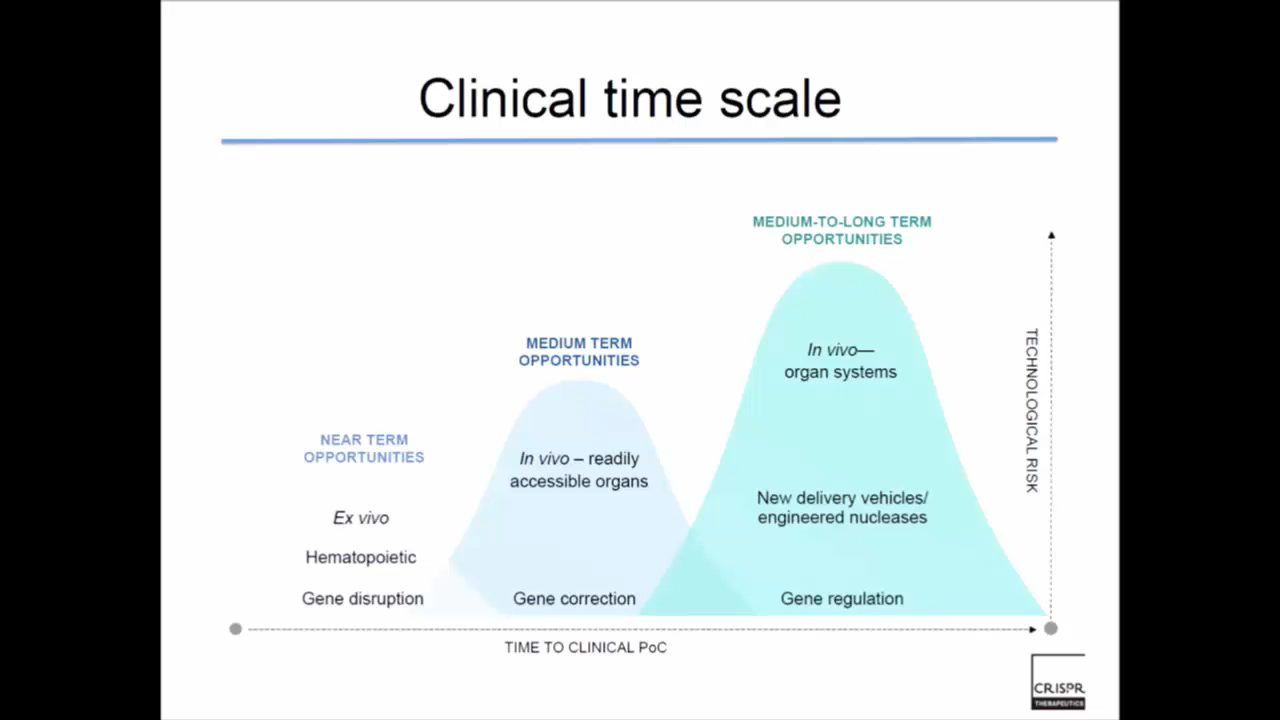 Clinical time scale
MEDIUM-TO-LONG TERM
OPPORTUNITIES
MEDIUM TERM
OPPORTUNITIES
NEAR TERM
OPPORTUNITIES
In vivo—
organ systems
In vivo – readily
accessible organs
New delivery vehicles/
engineered nucleases
Ex vivo
Hematopoietic
Gene disruption
Gene correction
Gene regulation
TECHNOLOGICAL RISK
TIME TO CLINICAL PoC
CRISPR
THERAPEUTICS